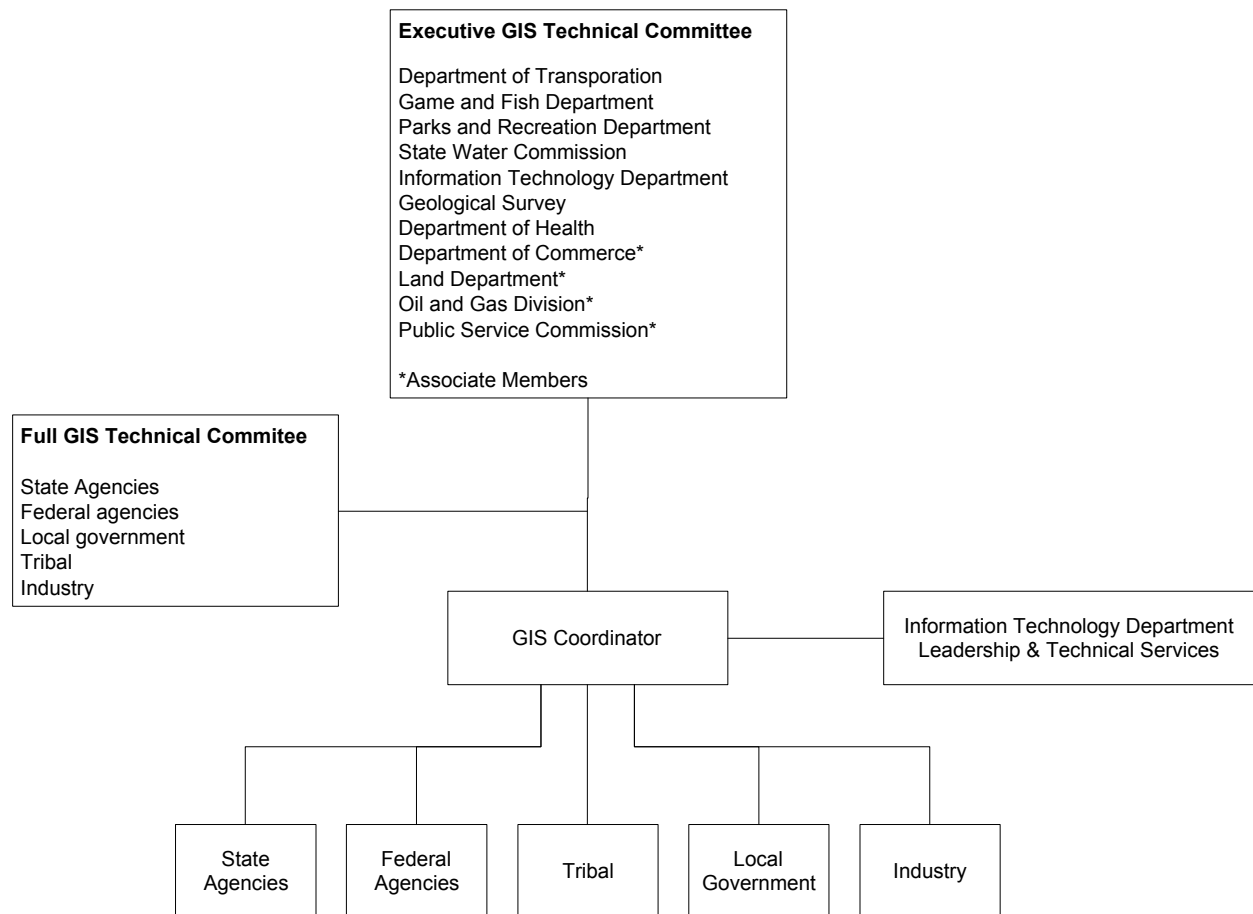 Executive GIS Technical Committee
Department of Transporation
Game and Fish Department
Parks and Recreation Department
State Water Commission
Information Technology Department
Geological Survey
Department of Health
Department of Commerce*
Land Department*
Oil and Gas Division*
Public Service Commission*
*Associate Members
Full GIS Technical Commitee
State Agencies
Federal agencies
Local government
Tribal
Industry
GIS Coordinator
Information Technology Department
Leadership & Technical Services
State
Agencies
Federal
Agencies
Tribal
Local
Government
Industry